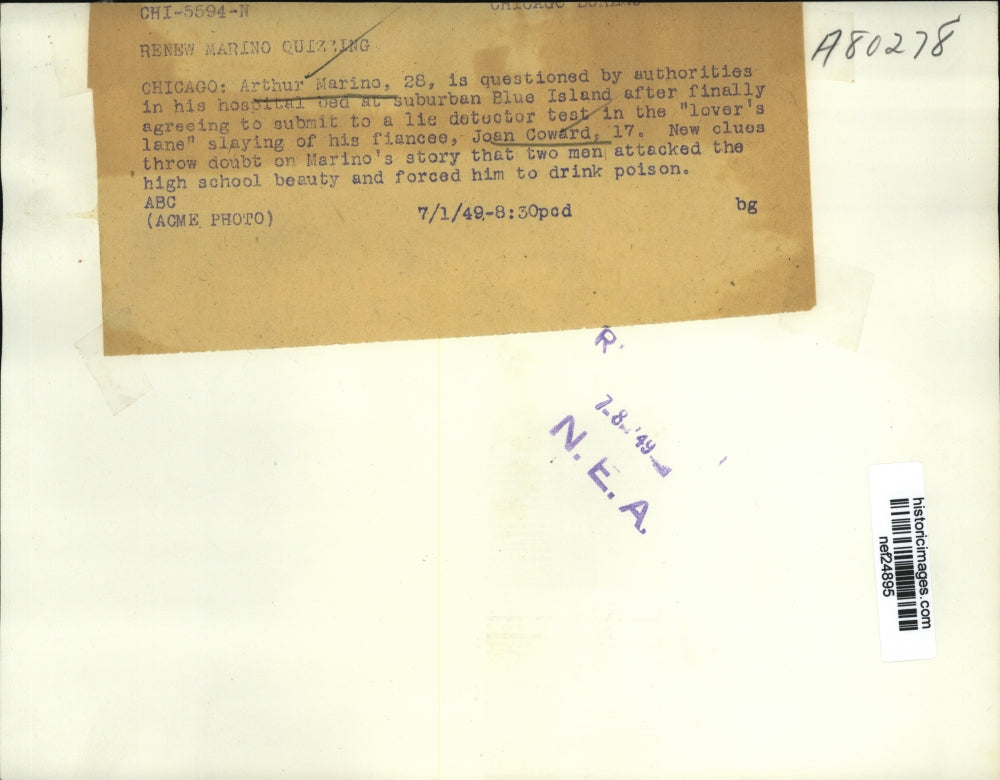 CHI-5594-N CHICAGO BUREAU
A80278
RENEW MARINO QUIZZING
CHICAGO: Arthur Marino, 28, is questioned by authorities
in his hospital bed at suburban Blue Island after finally
agreeing to submit to a lie detector test in the "lover's
lane" slaying of his fiancee, Joan Coward, 17. New clues
throw doubt on Marino's story that two men attacked the
high school beauty and forced him to drink poison.
ABC
(ACME PHOTO) 7/1/49-8:30pcd bg
R.
7-8-'49
N.E.A.
historicimages.com
nef24895